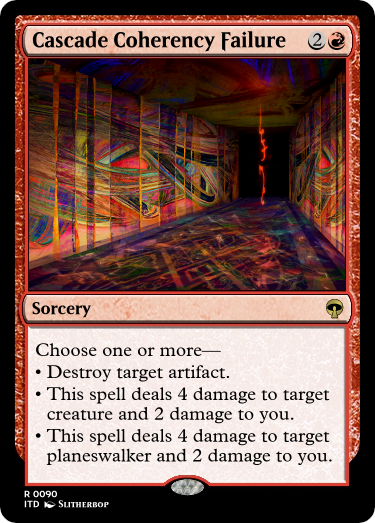 Cascade Coherency Failure 2
Sorcery
Choose one or more—
• Destroy target artifact.
• This spell deals 4 damage to target
creature and 2 damage to you.
• This spell deals 4 damage to target
planeswalker and 2 damage to you.
R 0090
ITD SLITHERBOP